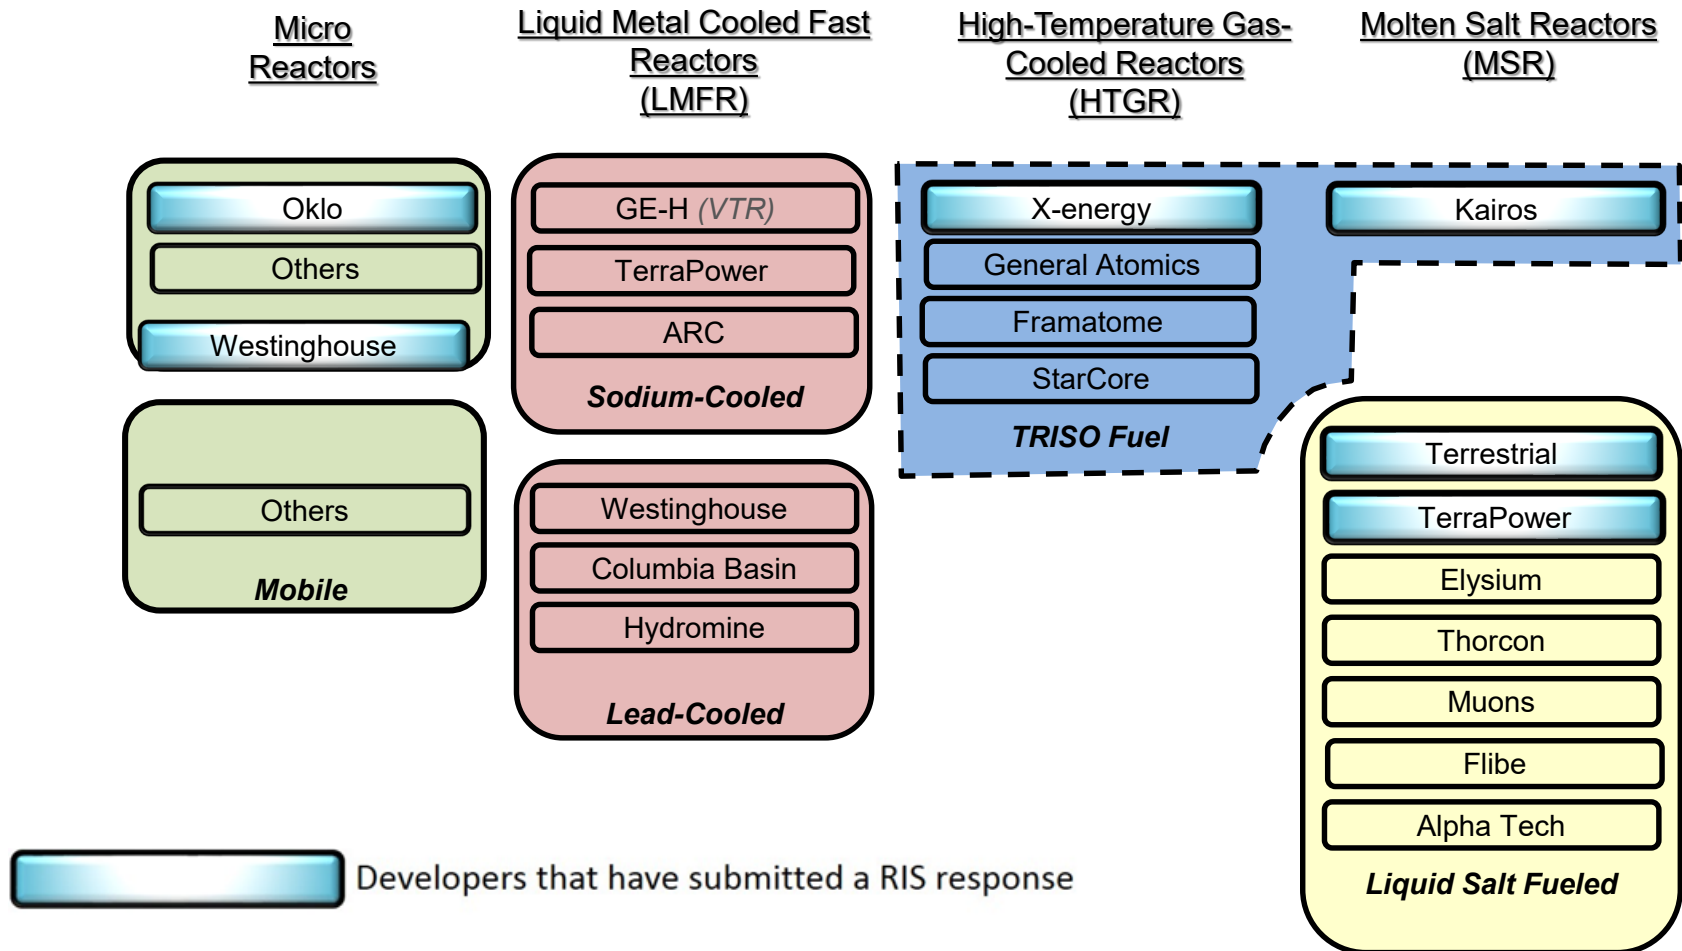 Micro
Reactors
Liquid Metal Cooled Fast
Reactors
(LMFR)
High-Temperature Gas-
Cooled Reactors
(HTGR)
Molten Salt Reactors
(MSR)
Oklo
Others
Westinghouse
Others
Mobile
GE-H (VTR)
TerraPower
ARC
Sodium-Cooled
Westinghouse
Columbia Basin
Hydromine
Lead-Cooled
X-energy
General Atomics
Framatome
StarCore
TRISO Fuel
Kairos
Terrestrial
TerraPower
Elysium
Thorcon
Muons
Flibe
Alpha Tech
Liquid Salt Fueled
Developers that have submitted a RIS response